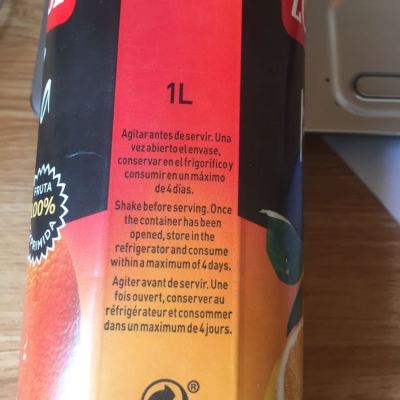 1L
Agitar antes de servir. Una
vez abierto el envase,
conservar en el frigorífico y
consumir en un máximo
de 4 días.
Shake before serving. Once
the container has been
opened, store in the
refrigerator and consume
within a maximum of 4 days.
Agiter avant de servir. Une
fois ouvert, conserver au
réfrigérateur et consommer
dans un maximum de 4 jours.
®
FRUTA
100%